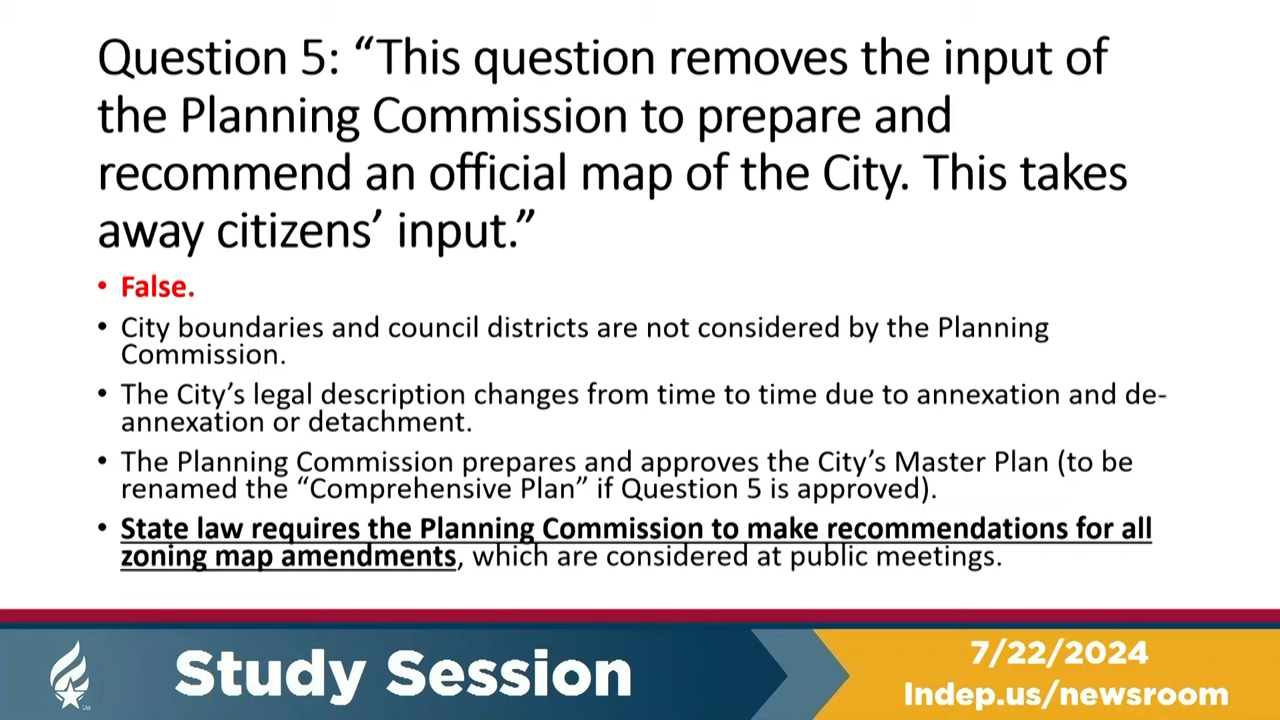 Question 5: “This question removes the input of
the Planning Commission to prepare and
recommend an official map of the City. This takes
away citizens’ input.”
• False.
• City boundaries and council districts are not considered by the Planning
Commission.
• The City’s legal description changes from time to time due to annexation and de-
annexation or detachment.
• The Planning Commission prepares and approves the City’s Master Plan (to be
renamed the “Comprehensive Plan” if Question 5 is approved).
• State law requires the Planning Commission to make recommendations for all
zoning map amendments, which are considered at public meetings.
Study Session
7/22/2024
Indep.us/newsroom
SM